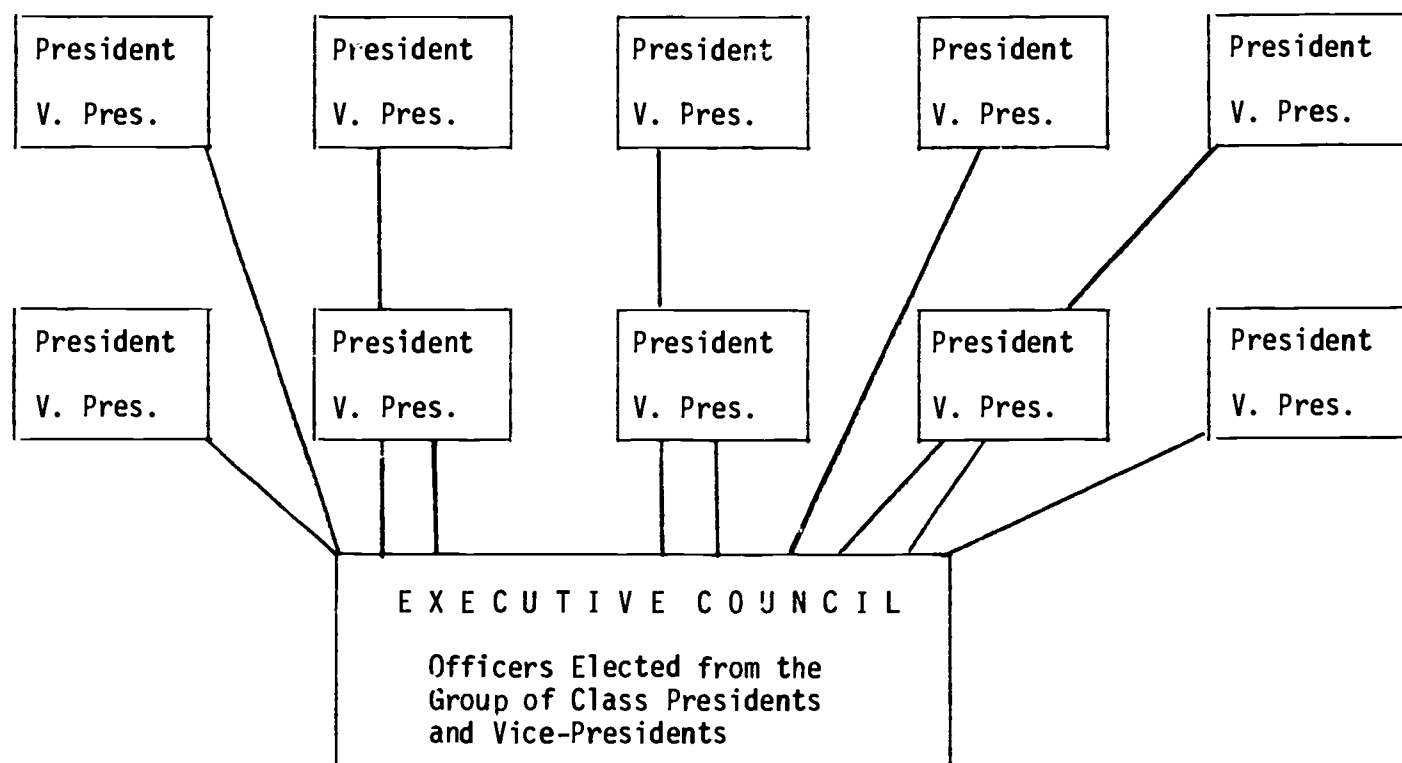 President
V. Pres.
President
V. Pres.
President
V. Pres.
President
V. Pres.
President
V. Pres.
President
V. Pres.
President
V. Pres.
President
V. Pres.
President
V. Pres.
President
V. Pres.
EXECUTIVE COUNCIL
Officers Elected from the
Group of Class Presidents
and Vice-Presidents